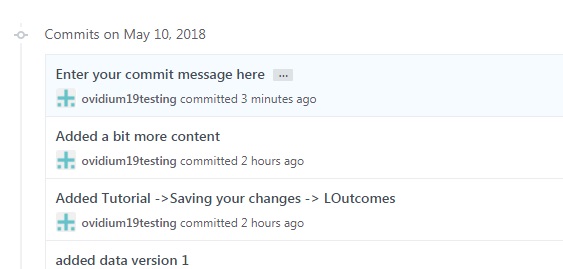 Commits on May 10, 2018
Enter your commit message here ...
ovidium19testing committed 3 minutes ago
Added a bit more content
ovidium19testing committed 2 hours ago
Added Tutorial ->Saving your changes -> LOutcomes
ovidium19testing committed 2 hours ago
added data version 1